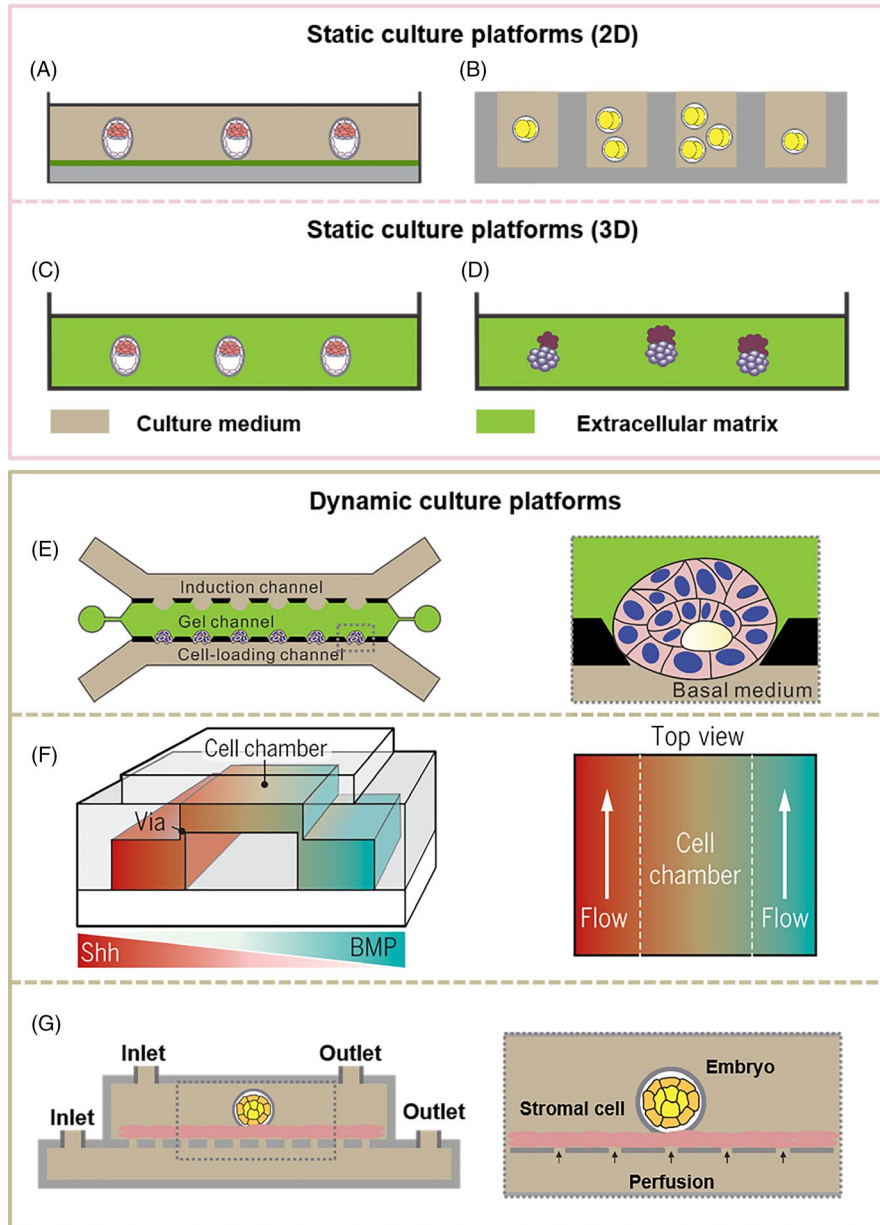 Static culture platforms (2D)
(A)
(B)
Static culture platforms (3D)
(C)
(D)
Culture medium
Extracellular matrix
Dynamic culture platforms
(E)
Induction channel
Gel channel
Cell-loading channel
Basal medium
(F)
Cell chamber
Via
Shh
BMP
Top view
Cell
chamber
Flow
Flow
(G)
Inlet
Outlet
Inlet
Outlet
Embryo
Stromal cell
Perfusion